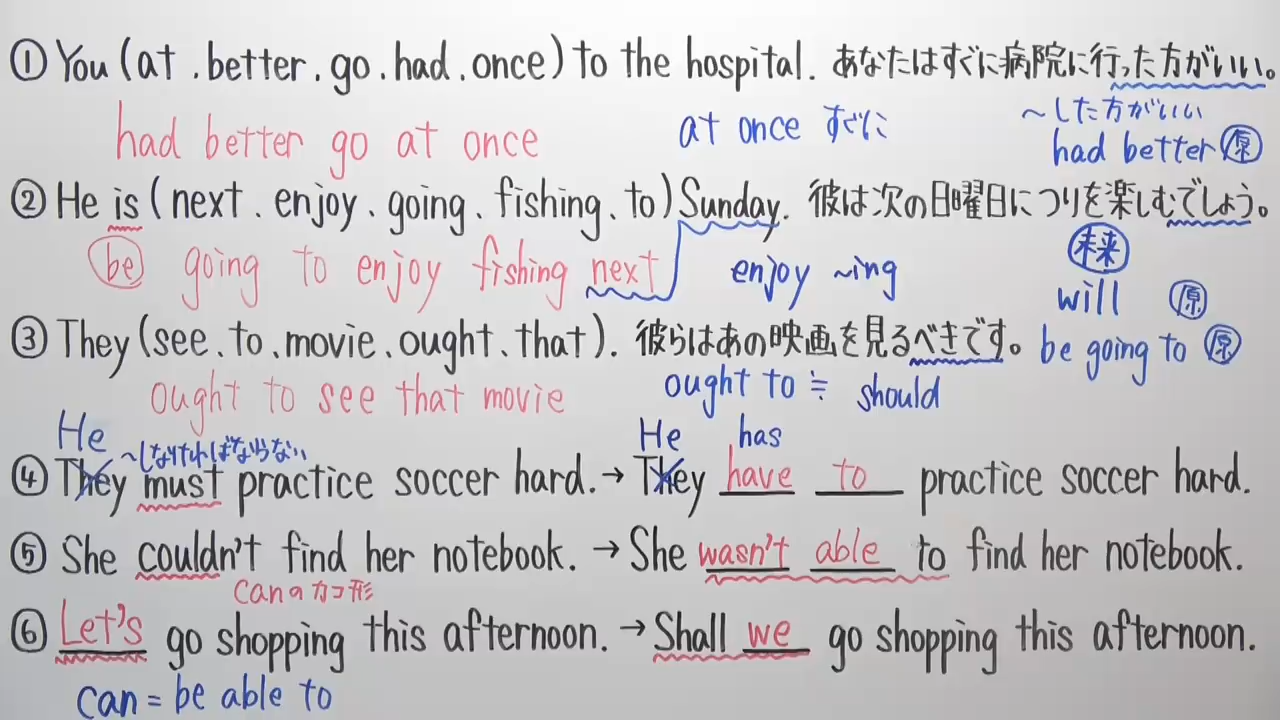 ① You (at . better . go . had . once) to the hospital. あなたはすぐに病院に行った方がいい。
had better go at once at once すぐに ～した方がいい
had better 原
② He is (next . enjoy . going . fishing . to) Sunday. 彼は次の日曜日につりを楽しむでしょう。
be going to enjoy fishing next enjoy ~ing 未来
will 原
③ They (see . to . movie . ought . that). 彼らはあの映画を見るべきです。 be going to 原
ought to see that movie ought to ≒ should
He ～しなければならない He has
④ They must practice soccer hard. → They have to practice soccer hard.
⑤ She couldn't find her notebook. → She wasn't able to find her notebook.
canのカコ形
⑥ Let's go shopping this afternoon. → Shall we go shopping this afternoon.
can = be able to